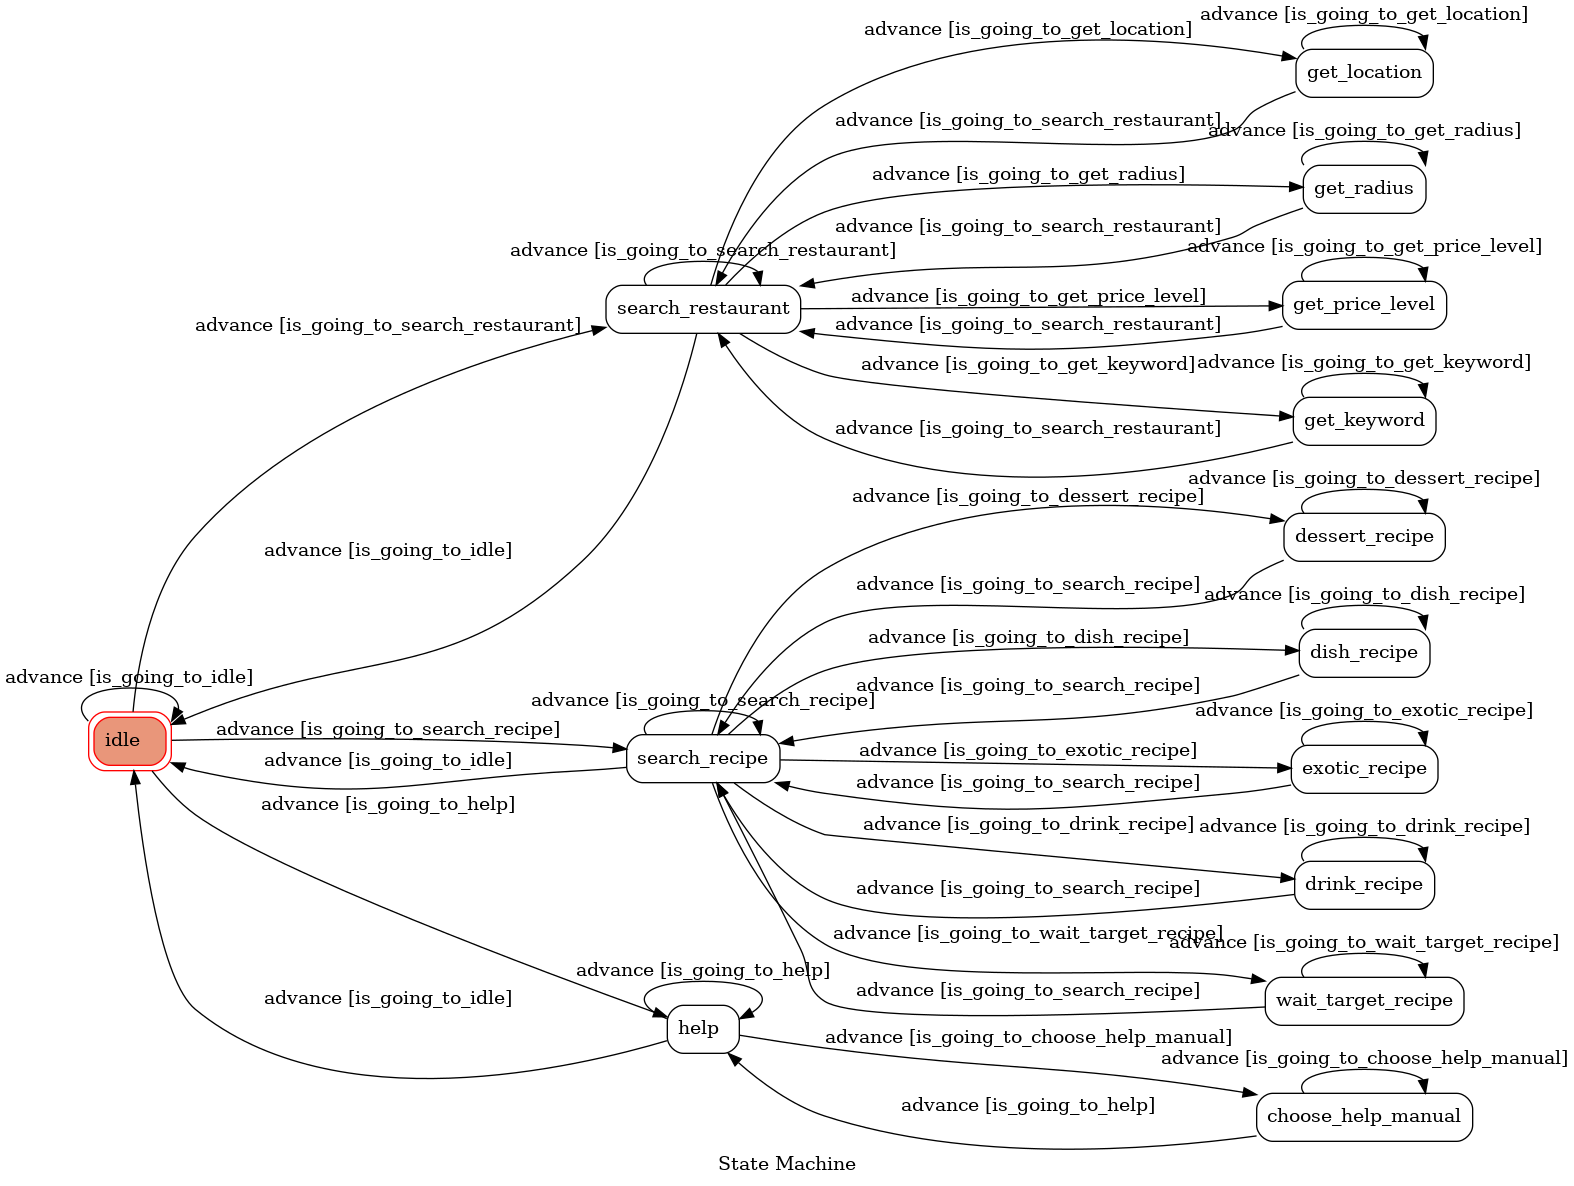 advance [is_going_to_get_location]
advance [is_going_to_get_location]
get_location
advance [is_going_to_search_restaurant]
advance [is_going_to_get_radius]
advance [is_going_to_get_radius]
get_radius
advance [is_going_to_search_restaurant]
advance [is_going_to_search_restaurant]
advance [is_going_to_get_price_level]
advance [is_going_to_get_price_level]
get_price_level
search_restaurant
advance [is_going_to_search_restaurant]
advance [is_going_to_search_restaurant]
advance [is_going_to_get_keyword]
advance [is_going_to_get_keyword]
get_keyword
advance [is_going_to_search_restaurant]
advance [is_going_to_dessert_recipe]
advance [is_going_to_dessert_recipe]
dessert_recipe
advance [is_going_to_idle]
advance [is_going_to_search_recipe]
advance [is_going_to_dish_recipe]
advance [is_going_to_dish_recipe]
dish_recipe
advance [is_going_to_idle]
advance [is_going_to_search_recipe]
advance [is_going_to_search_recipe]
advance [is_going_to_exotic_recipe]
idle
advance [is_going_to_search_recipe]
search_recipe
advance [is_going_to_exotic_recipe]
exotic_recipe
advance [is_going_to_idle]
advance [is_going_to_search_recipe]
advance [is_going_to_help]
advance [is_going_to_drink_recipe]
advance [is_going_to_drink_recipe]
drink_recipe
advance [is_going_to_search_recipe]
advance [is_going_to_wait_target_recipe]
advance [is_going_to_wait_target_recipe]
advance [is_going_to_help]
advance [is_going_to_search_recipe]
wait_target_recipe
advance [is_going_to_idle]
help
advance [is_going_to_choose_help_manual]
advance [is_going_to_choose_help_manual]
advance [is_going_to_help]
choose_help_manual
State Machine